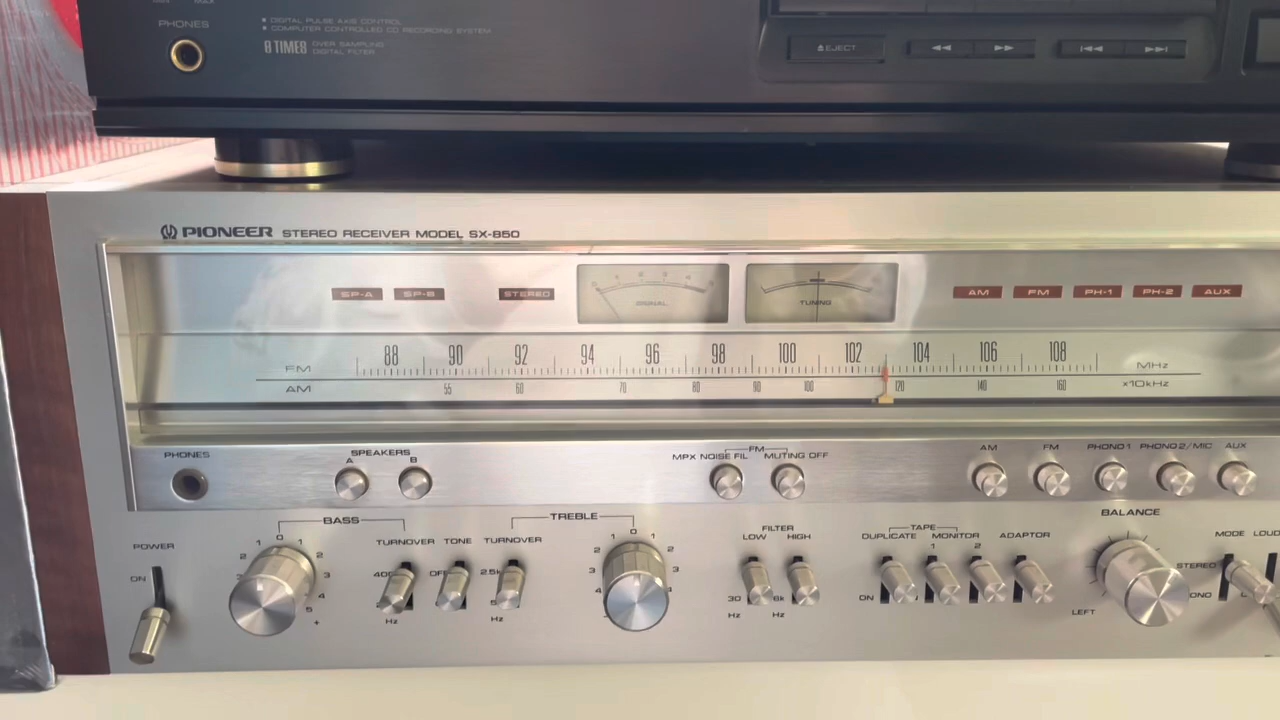 PHONES
■ DIGITAL PULSE AXIS CONTROL
■ COMPUTER CONTROLLED CD RECORDING SYSTEM
8 TIMES OVER SAMPLING
DIGITAL FILTER
⏏EJECT
◀◀ ▶▶
I◀◀ ▶▶I
PIONEER STEREO RECEIVER MODEL SX-850
SP-A SP-B STEREO
SIGNAL
TUNING
AM FM PH-1 PH-2 AUX
FM 88 90 92 94 96 98 100 102 104 106 108 MHz
AM 55 60 70 80 90 100 120 140 160 x10kHz
PHONES
SPEAKERS
A B
FM
MPX NOISE FIL MUTING OFF
AM FM PHONO 1 PHONO 2/MIC AUX
POWER
ON
BASS
1 0 1
2 2
3
4
5
+
TURNOVER
400
Hz
TONE
OFF
TREBLE
TURNOVER
2.5k
Hz
1 0 1
2 2
3 3
4
FILTER
LOW HIGH
30
Hz Hz
TAPE
DUPLICATE MONITOR
1 2
ON
ADAPTOR
BALANCE
LEFT
MODE
STEREO
LOUD